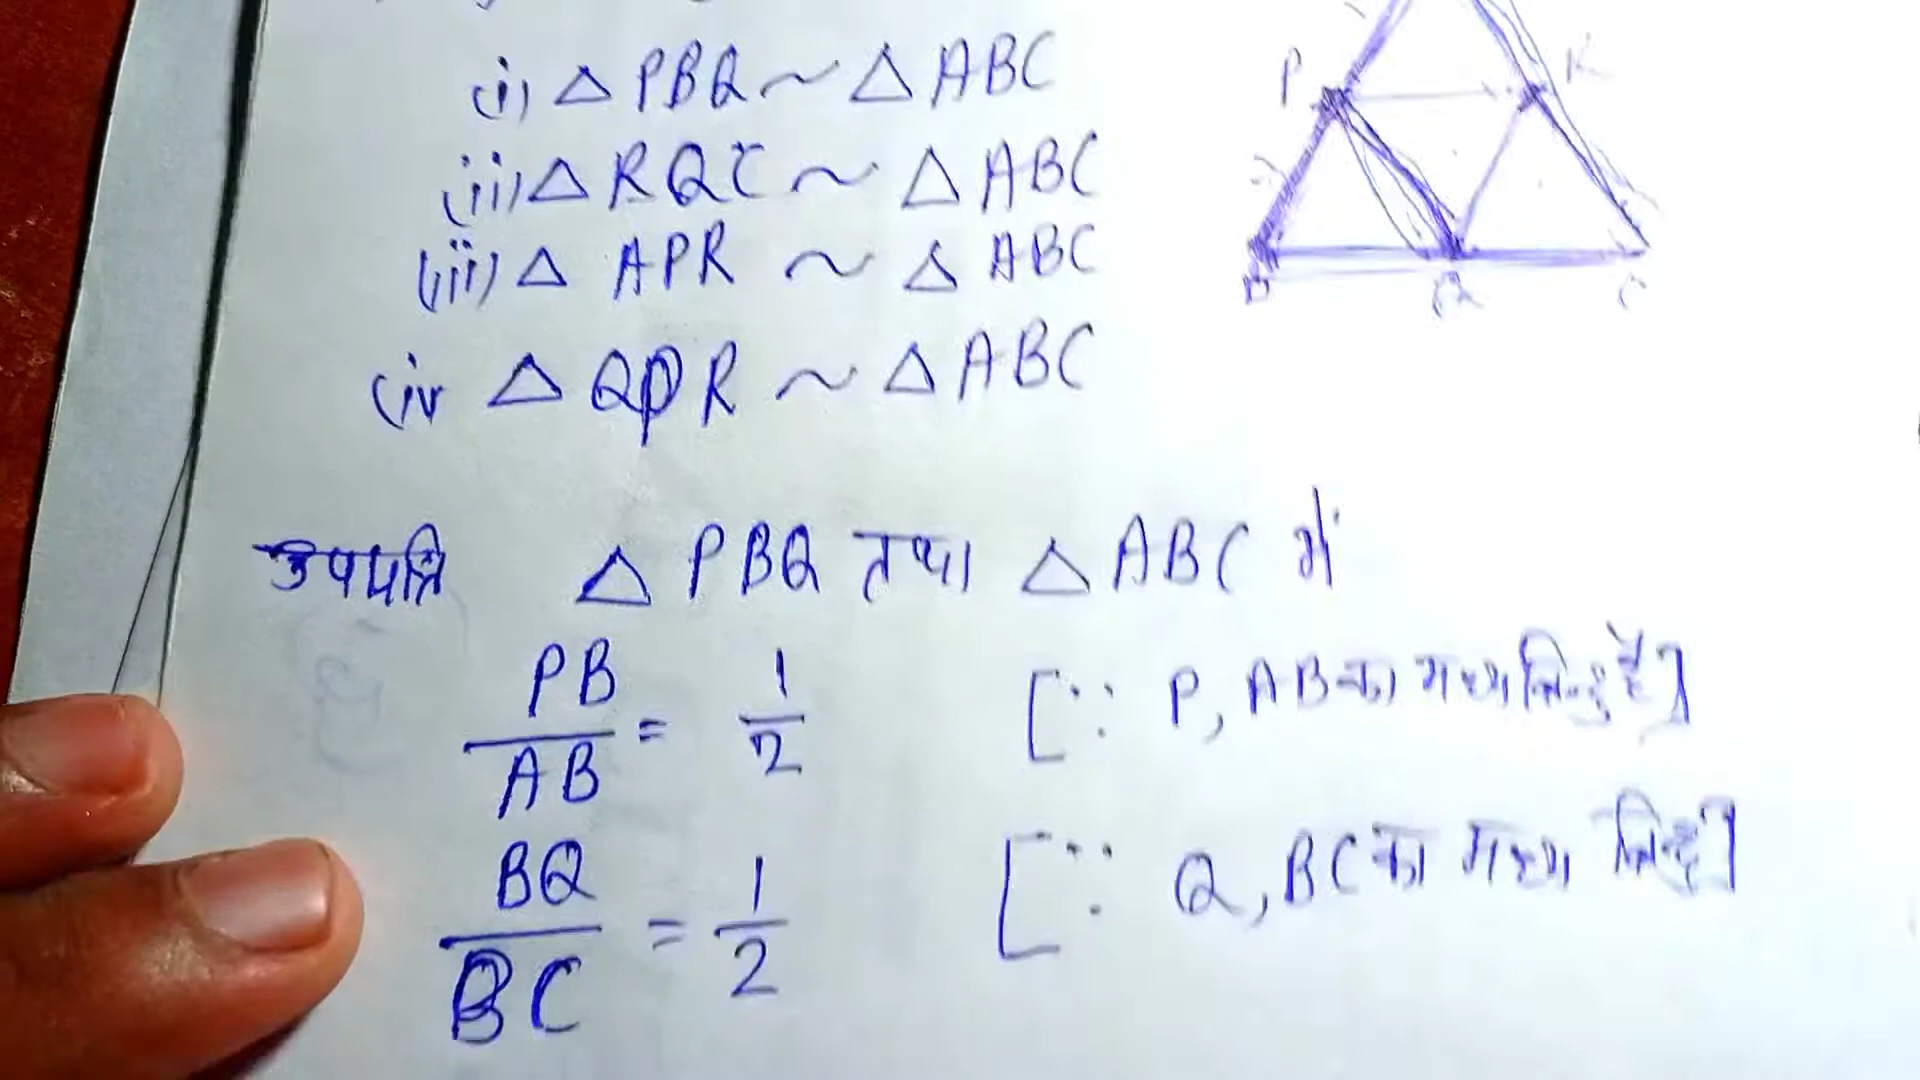 (i) △ PBQ ~ △ ABC
(ii) △ RQC ~ △ ABC
(iii) △ APR ~ △ ABC
(iv △ QPR ~ △ ABC
P R
B Q C
उपपत्ति △ PBQ तथा △ ABC में
PB/AB = 1/2 [∵ P, AB का मध्य बिन्दु है]
BQ/BC = 1/2 [∵ Q, BC का मध्य बिन्दु]